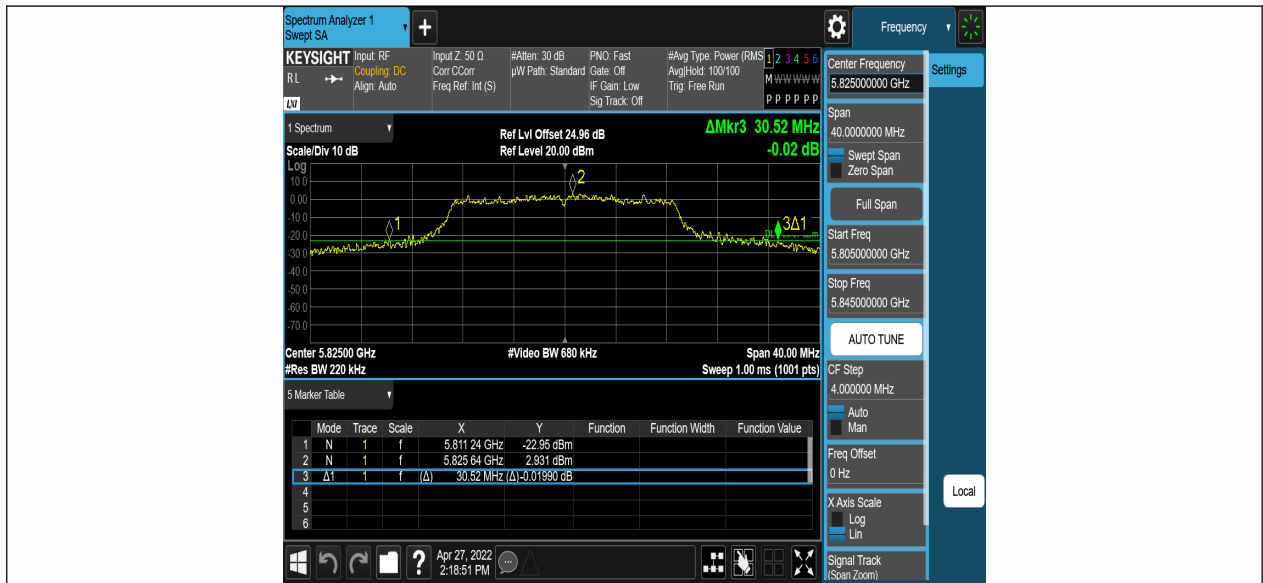 Spectrum Analyzer 1
Swept SA
+
Frequency
KEYSIGHT
RL
LXI
Input: RF
Coupling: DC
Align: Auto
Input Z: 50 Ω
Corr CCorr
Freq Ref: Int (S)
#Atten: 30 dB
µW Path: Standard
PNO: Fast
Gate: Off
IF Gain: Low
Sig Track: Off
#Avg Type: Power (RMS
Avg|Hold: 100/100
Trig: Free Run
1 2 3 4 5 6
M W W W W W
P P P P P P
1 Spectrum
Ref Lvl Offset 24.96 dB
ΔMkr3 30.52 MHz
Scale/Div 10 dB
Ref Level 20.00 dBm
-0.02 dB
Log
10.0
0.00
-10.0
-20.0
-30.0
-40.0
-50.0
-60.0
-70.0
2
1
3Δ1
Center 5.82500 GHz
#Video BW 680 kHz
Span 40.00 MHz
#Res BW 220 kHz
Sweep 1.00 ms (1001 pts)
5 Marker Table
Mode Trace Scale X Y Function Function Width Function Value
1 N 1 f 5.811 24 GHz -22.95 dBm
2 N 1 f 5.825 64 GHz 2.931 dBm
3 Δ1 1 f (Δ) 30.52 MHz (Δ) -0.01990 dB
4
5
6
?
Apr 27, 2022
2:18:51 PM
Center Frequency
5.825000000 GHz
Settings
Span
40.0000000 MHz
Swept Span
Zero Span
Full Span
Start Freq
5.805000000 GHz
Stop Freq
5.845000000 GHz
AUTO TUNE
CF Step
4.000000 MHz
Auto
Man
Freq Offset
0 Hz
Local
X Axis Scale
Log
Lin
Signal Track
(Span Zoom)